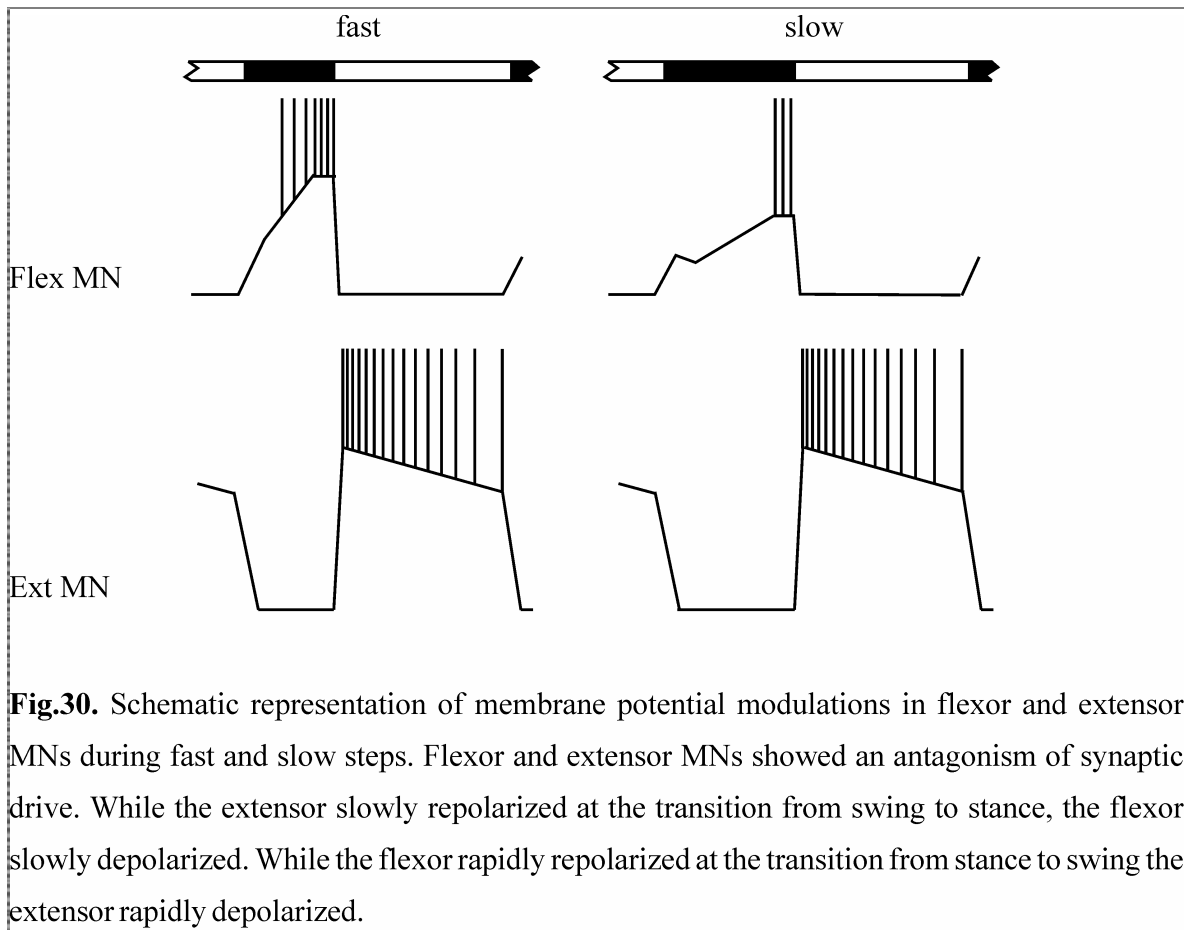 fast slow
Flex MN
Ext MN
Fig.30. Schematic representation of membrane potential modulations in flexor and extensor
MNs during fast and slow steps. Flexor and extensor MNs showed an antagonism of synaptic
drive. While the extensor slowly repolarized at the transition from swing to stance, the flexor
slowly depolarized. While the flexor rapidly repolarized at the transition from stance to swing the
extensor rapidly depolarized.